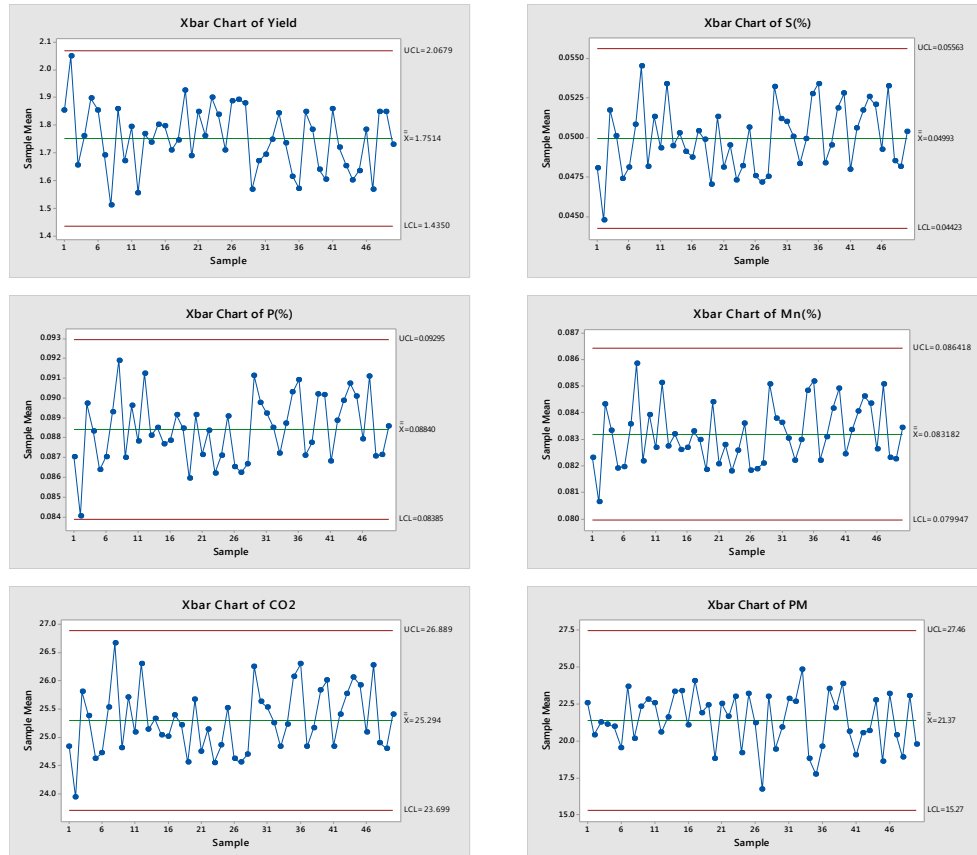 Xbar Chart of Yield
2.1
2.0
1.9
1.8
1.7
1.6
1.5
1.4
Sample Mean
UCL=2.0679
X=1.7514
LCL=1.4350
1 6 11 16 21 26 31 36 41 46
Sample
Xbar Chart of S(%)
0.0550
0.0525
0.0500
0.0475
0.0450
Sample Mean
UCL=0.05563
X=0.04993
LCL=0.04423
1 6 11 16 21 26 31 36 41 46
Sample
Xbar Chart of P(%)
0.093
0.092
0.091
0.090
0.089
0.088
0.087
0.086
0.085
0.084
Sample Mean
UCL=0.09295
X=0.08840
LCL=0.08385
1 6 11 16 21 26 31 36 41 46
Sample
Xbar Chart of Mn(%)
0.087
0.086
0.085
0.084
0.083
0.082
0.081
0.080
Sample Mean
UCL=0.086418
X=0.083182
LCL=0.079947
1 6 11 16 21 26 31 36 41 46
Sample
Xbar Chart of CO2
27.0
26.5
26.0
25.5
25.0
24.5
24.0
Sample Mean
UCL=26.889
X=25.294
LCL=23.699
1 6 11 16 21 26 31 36 41 46
Sample
Xbar Chart of PM
27.5
25.0
22.5
20.0
17.5
15.0
Sample Mean
UCL=27.46
X=21.37
LCL=15.27
1 6 11 16 21 26 31 36 41 46
Sample